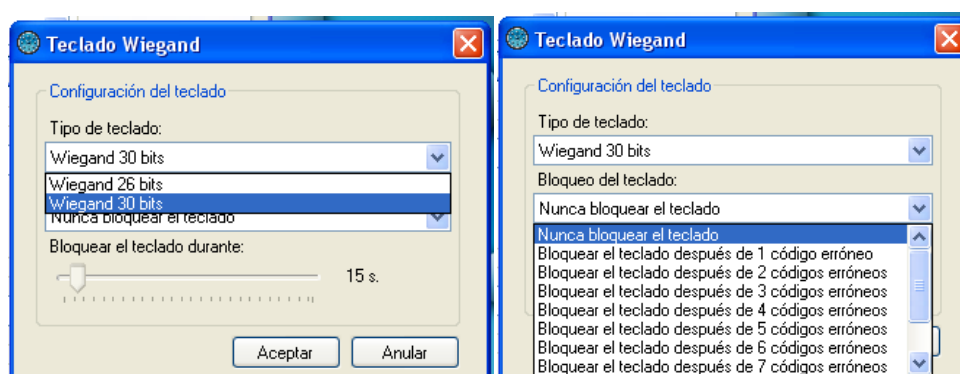 Teclado Wiegand
Configuración del teclado
Tipo de teclado:
Wiegand 30 bits
Wiegand 26 bits
Wiegand 30 bits
Nunca bloquear el teclado
Bloquear el teclado durante:
15 s.
Aceptar
Anular
Teclado Wiegand
Configuración del teclado
Tipo de teclado:
Wiegand 30 bits
Bloqueo del teclado:
Nunca bloquear el teclado
Nunca bloquear el teclado
Bloquear el teclado después de 1 código erróneo
Bloquear el teclado después de 2 códigos erróneos
Bloquear el teclado después de 3 códigos erróneos
Bloquear el teclado después de 4 códigos erróneos
Bloquear el teclado después de 5 códigos erróneos
Bloquear el teclado después de 6 códigos erróneos
Bloquear el teclado después de 7 códigos erróneos